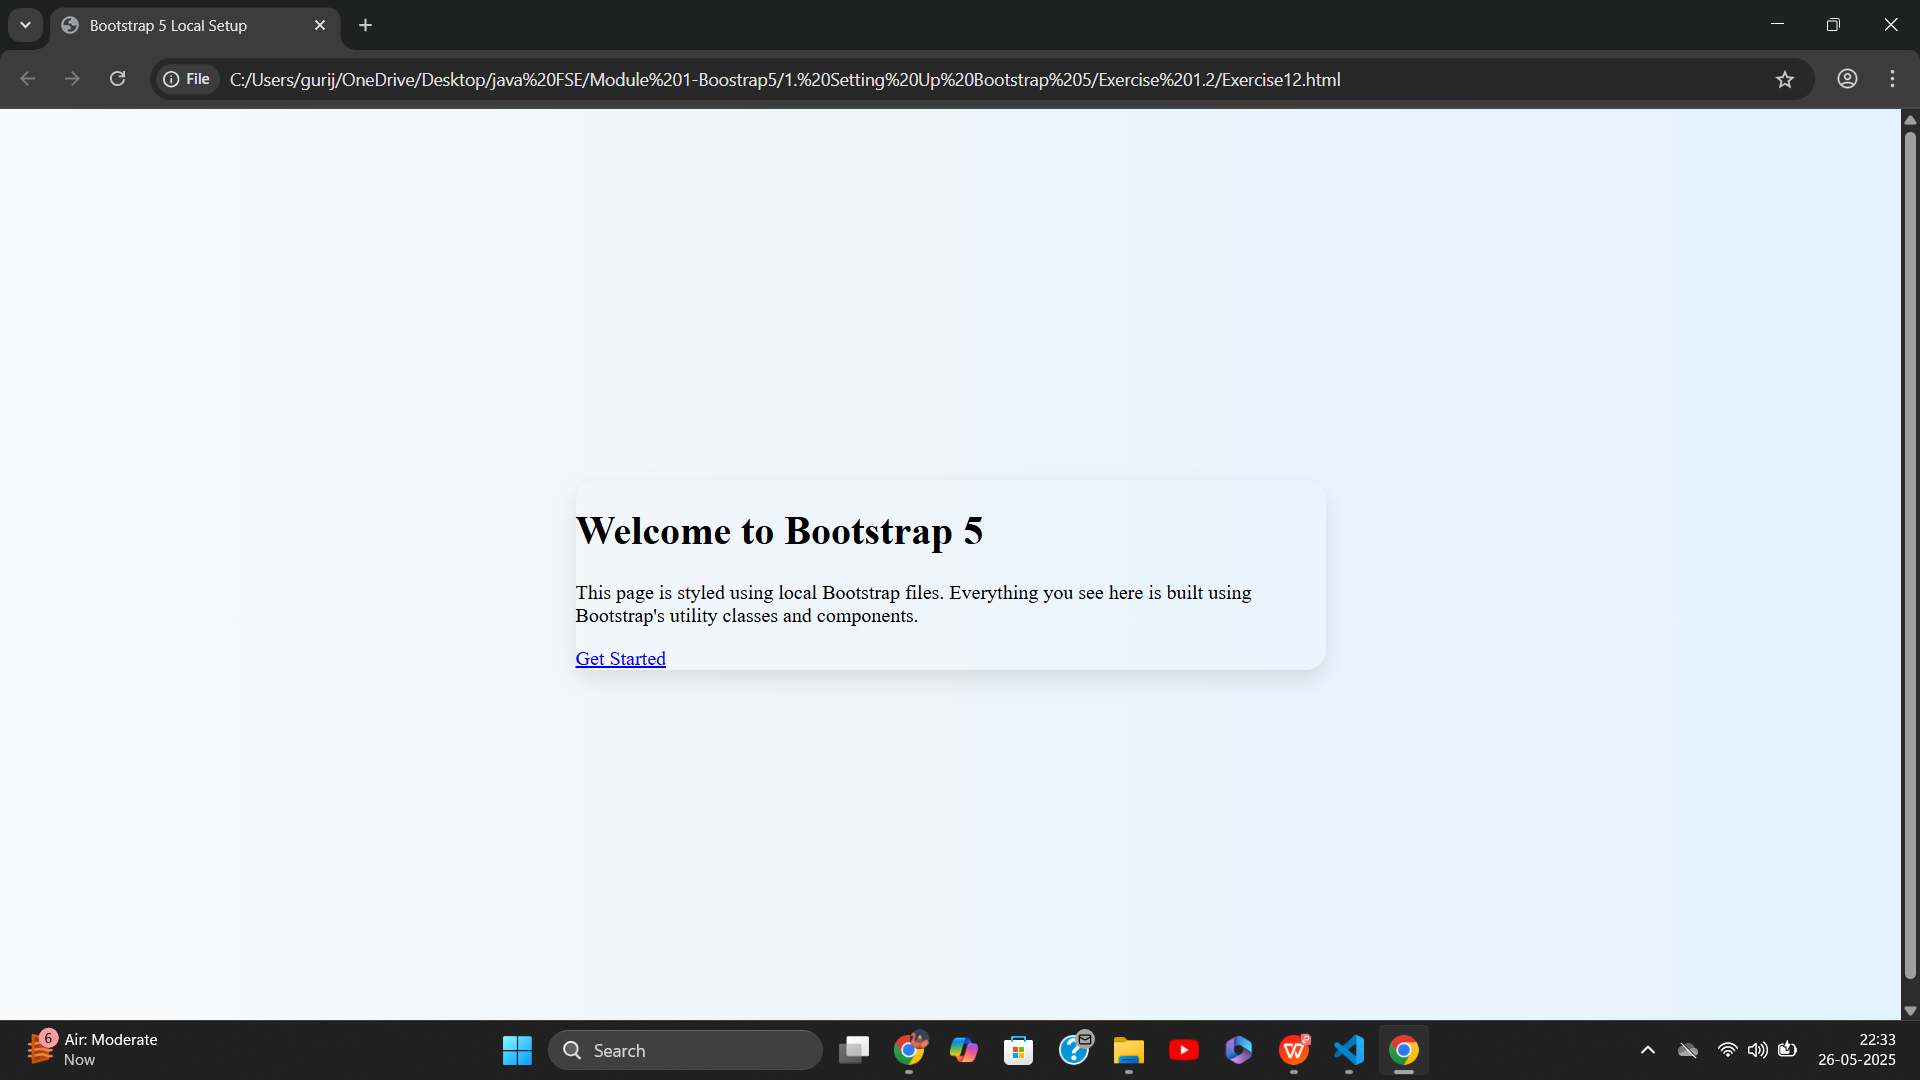 Bootstrap 5 Local Setup
File C:/Users/gurij/OneDrive/Desktop/java%20FSE/Module%201-Boostrap5/1.%20Setting%20Up%20Bootstrap%205/Exercise%201.2/Exercise12.html
Welcome to Bootstrap 5
This page is styled using local Bootstrap files. Everything you see here is built using
Bootstrap's utility classes and components.
Get Started
6
Air: Moderate
Now
Search
22:33
26-05-2025